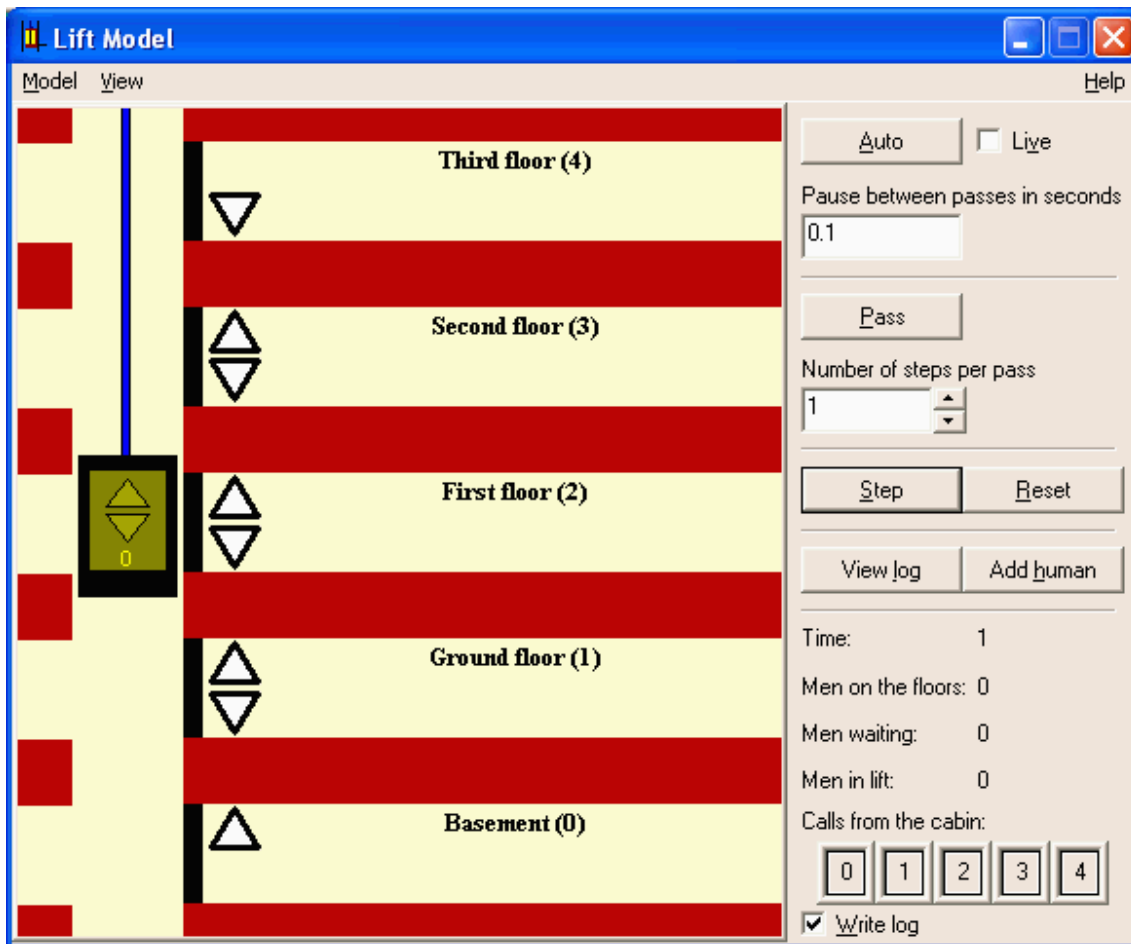 Lift Model
Model View Help
Third floor (4)
Second floor (3)
First floor (2)
0
Ground floor (1)
Basement (0)
Auto Live
Pause between passes in seconds
0.1
Pass
Number of steps per pass
1
Step Reset
View log Add human
Time: 1
Men on the floors: 0
Men waiting: 0
Men in lift: 0
Calls from the cabin:
0 1 2 3 4
Write log